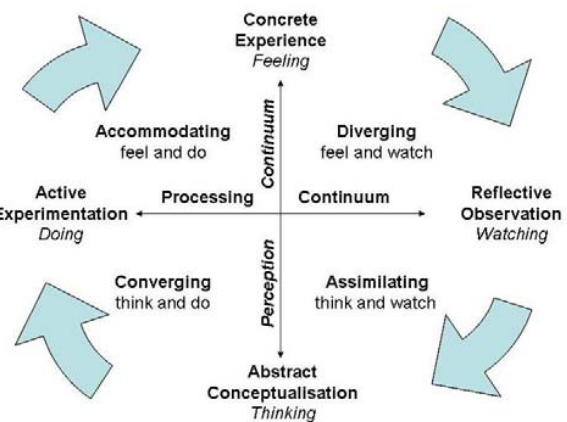 Concrete
Experience
Feeling
Accommodating
feel and do
Continuum
Diverging
feel and watch
Active
Experimentation
Doing
Processing
Continuum
Reflective
Observation
Watching
Converging
think and do
Perception
Assimilating
think and watch
Abstract
Conceptualisation
Thinking